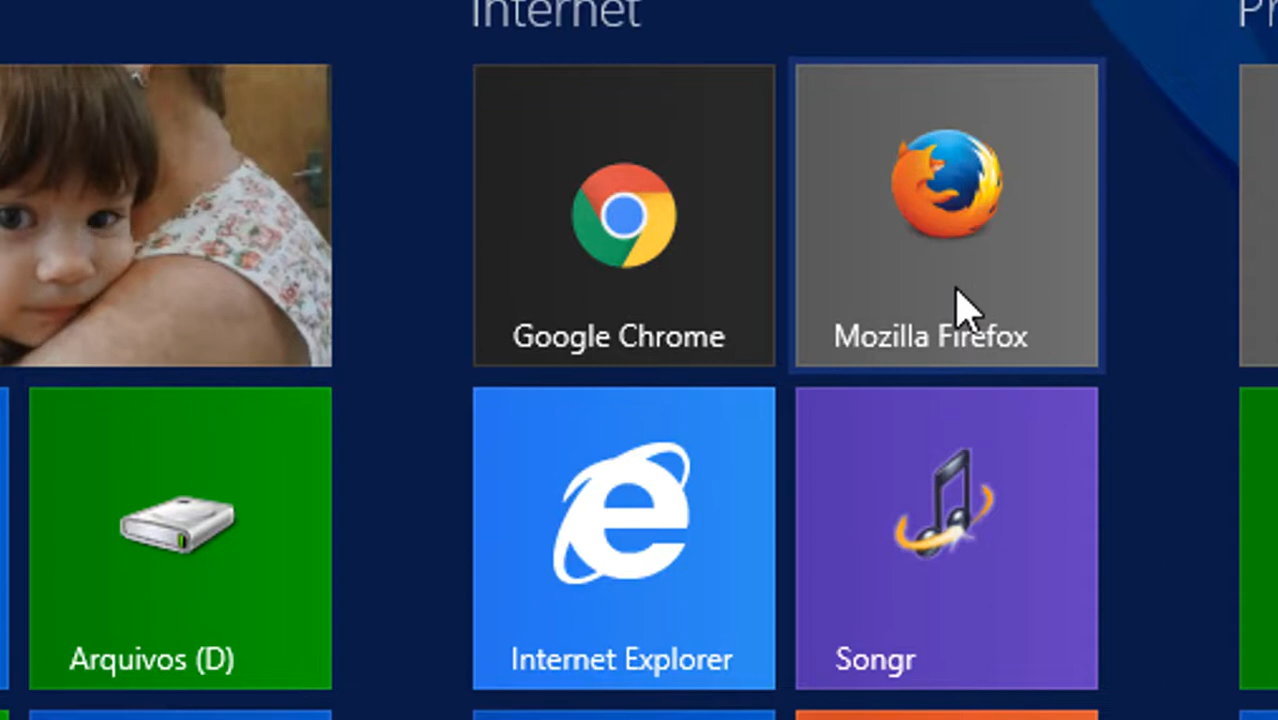 Internet
Google Chrome
Mozilla Firefox
Arquivos (D)
Internet Explorer
Songr